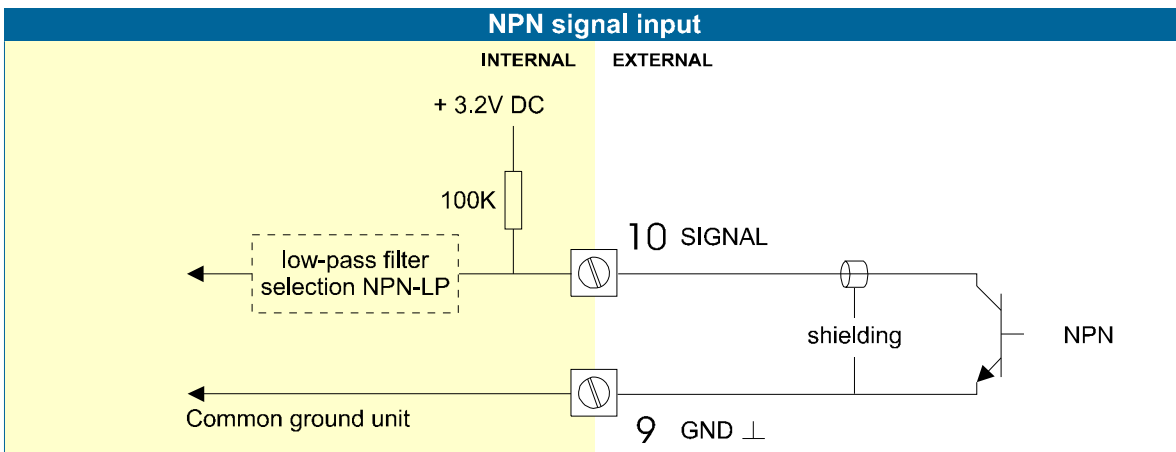 NPN signal input
INTERNAL EXTERNAL
+ 3.2V DC
100K
10 SIGNAL
low-pass filter
selection NPN-LP
shielding
NPN
Common ground unit
9 GND ⊥